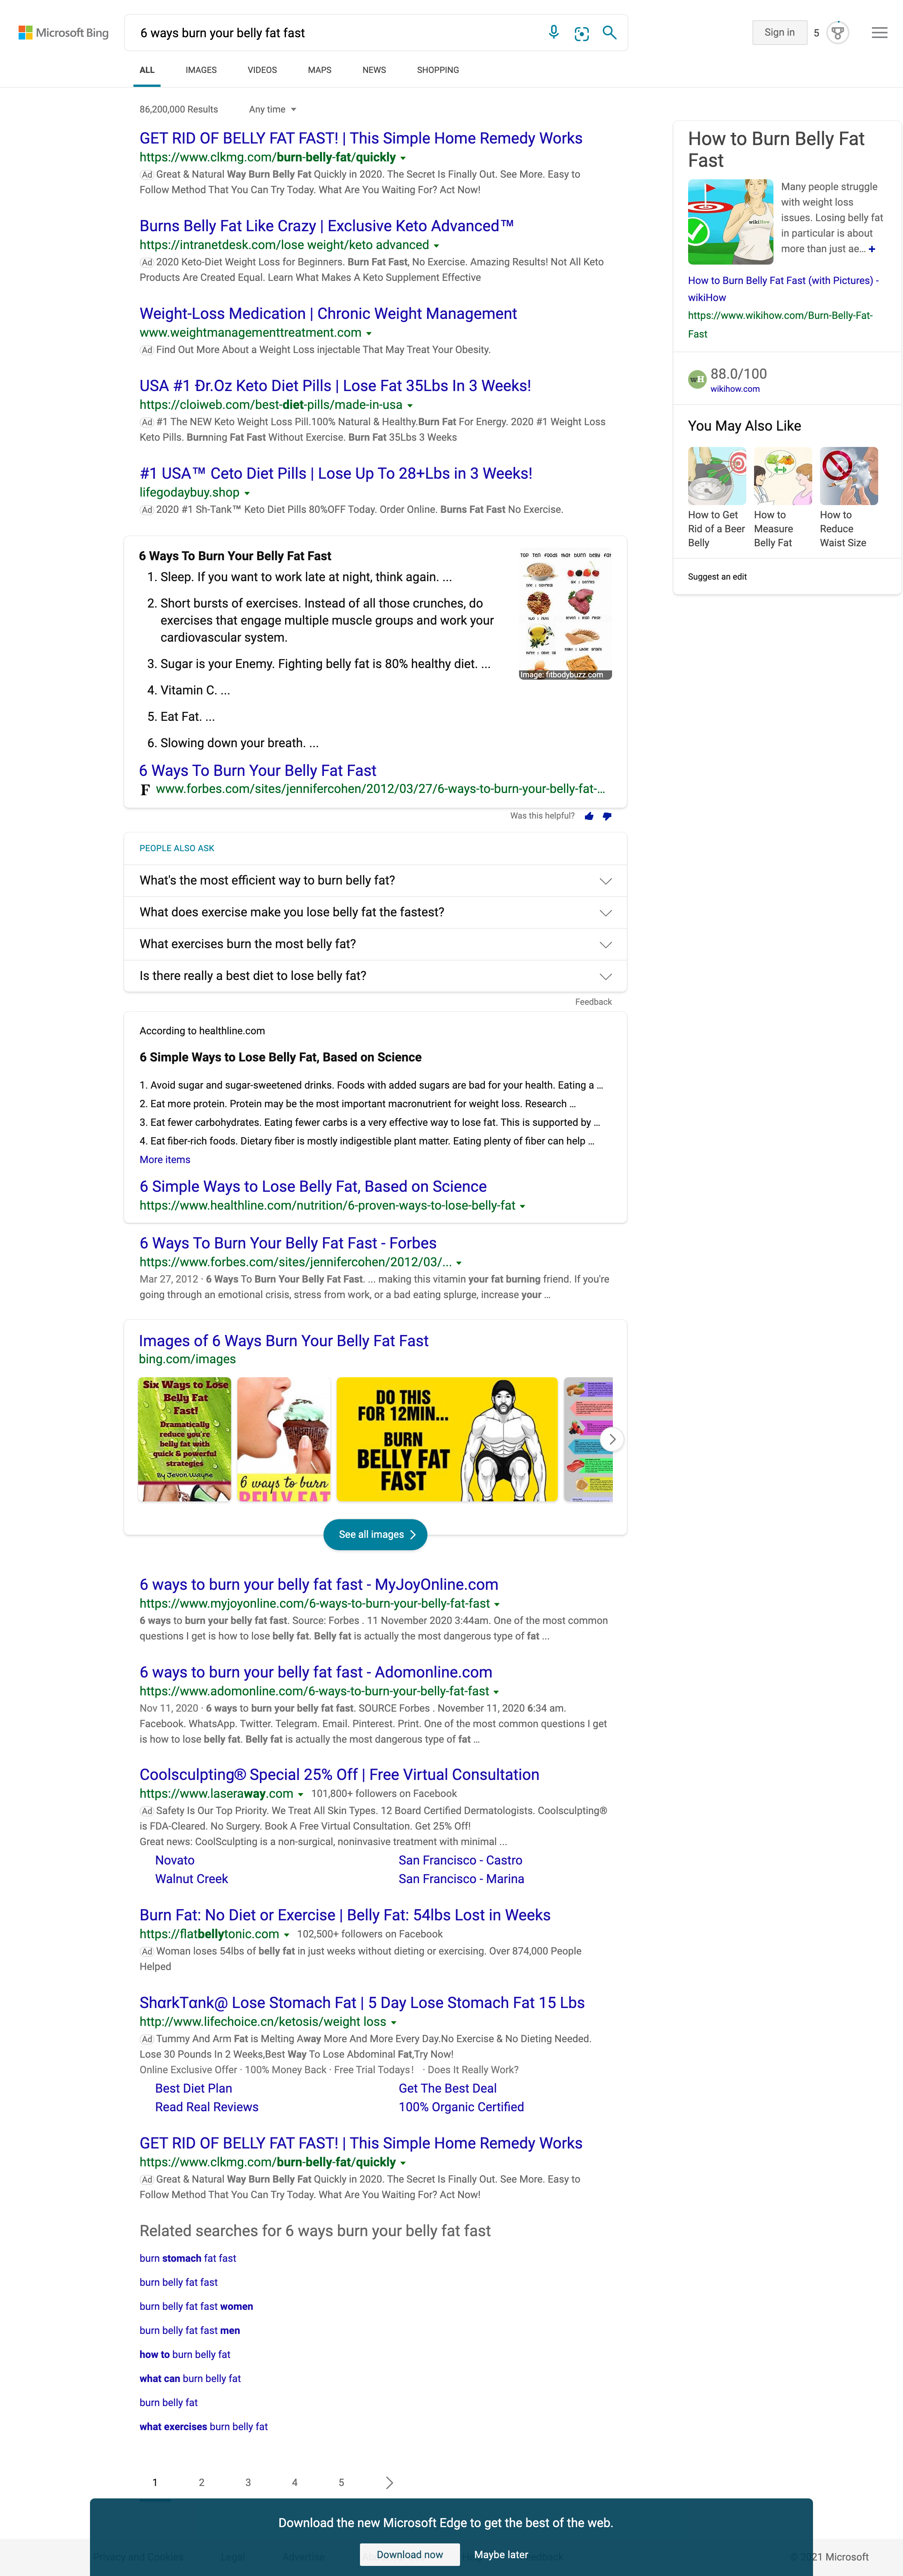 Microsoft Bing
6 ways burn your belly fat fast
Sign in
5
ALL
IMAGES
VIDEOS
MAPS
NEWS
SHOPPING
86,200,000 Results
Any time
GET RID OF BELLY FAT FAST! | This Simple Home Remedy Works
https://www.clkmg.com/burn-belly-fat/quickly
Ad Great & Natural Way Burn Belly Fat Quickly in 2020. The Secret Is Finally Out. See More. Easy to
Follow Method That You Can Try Today. What Are You Waiting For? Act Now!
Burns Belly Fat Like Crazy | Exclusive Keto Advanced™
https://intranetdesk.com/lose weight/keto advanced
Ad 2020 Keto-Diet Weight Loss for Beginners. Burn Fat Fast, No Exercise. Amazing Results! Not All Keto
Products Are Created Equal. Learn What Makes A Keto Supplement Effective
Weight-Loss Medication | Chronic Weight Management
www.weightmanagementtreatment.com
Ad Find Out More About a Weight Loss injectable That May Treat Your Obesity.
USA #1 Ðr.Oz Keto Diet Pills | Lose Fat 35Lbs In 3 Weeks!
https://cloiweb.com/best-diet-pills/made-in-usa
Ad #1 The NEW Keto Weight Loss Pill.100% Natural & Healthy.Burn Fat For Energy. 2020 #1 Weight Loss
Keto Pills. Burnning Fat Fast Without Exercise. Burn Fat 35Lbs 3 Weeks
#1 USA™ Ceto Diet Pills | Lose Up To 28+Lbs in 3 Weeks!
lifegodaybuy.shop
Ad 2020 #1 Sh-Tank™ Keto Diet Pills 80%OFF Today. Order Online. Burns Fat Fast No Exercise.
6 Ways To Burn Your Belly Fat Fast
1. Sleep. If you want to work late at night, think again. ...
2. Short bursts of exercises. Instead of all those crunches, do
exercises that engage multiple muscle groups and work your
cardiovascular system.
3. Sugar is your Enemy. Fighting belly fat is 80% healthy diet. ...
4. Vitamin C. ...
5. Eat Fat. ...
6. Slowing down your breath. ...
TOP TEN FOODS that burn belly fat
Image: fitbodybuzz.com
6 Ways To Burn Your Belly Fat Fast
F www.forbes.com/sites/jennifercohen/2012/03/27/6-ways-to-burn-your-belly-fat-...
Was this helpful?
PEOPLE ALSO ASK
What's the most efficient way to burn belly fat?
What does exercise make you lose belly fat the fastest?
What exercises burn the most belly fat?
Is there really a best diet to lose belly fat?
Feedback
According to healthline.com
6 Simple Ways to Lose Belly Fat, Based on Science
1. Avoid sugar and sugar-sweetened drinks. Foods with added sugars are bad for your health. Eating a ...
2. Eat more protein. Protein may be the most important macronutrient for weight loss. Research ...
3. Eat fewer carbohydrates. Eating fewer carbs is a very effective way to lose fat. This is supported by ...
4. Eat fiber-rich foods. Dietary fiber is mostly indigestible plant matter. Eating plenty of fiber can help ...
More items
6 Simple Ways to Lose Belly Fat, Based on Science
https://www.healthline.com/nutrition/6-proven-ways-to-lose-belly-fat
6 Ways To Burn Your Belly Fat Fast - Forbes
https://www.forbes.com/sites/jennifercohen/2012/03/...
Mar 27, 2012 · 6 Ways To Burn Your Belly Fat Fast. ... making this vitamin your fat burning friend. If you're
going through an emotional crisis, stress from work, or a bad eating splurge, increase your ...
Images of 6 Ways Burn Your Belly Fat Fast
bing.com/images
Six Ways to Lose
Belly Fat
Fast!
Dramatically
reduce you're
belly fat with
quick & powerful
strategies
By Jevon Wayne
6 ways to burn
BELLY FAT
DO THIS
FOR 12MIN...
BURN
BELLY FAT
FAST
See all images
6 ways to burn your belly fat fast - MyJoyOnline.com
https://www.myjoyonline.com/6-ways-to-burn-your-belly-fat-fast
6 ways to burn your belly fat fast. Source: Forbes . 11 November 2020 3:44am. One of the most common
questions I get is how to lose belly fat. Belly fat is actually the most dangerous type of fat ...
6 ways to burn your belly fat fast - Adomonline.com
https://www.adomonline.com/6-ways-to-burn-your-belly-fat-fast
Nov 11, 2020 · 6 ways to burn your belly fat fast. SOURCE Forbes . November 11, 2020 6:34 am.
Facebook. WhatsApp. Twitter. Telegram. Email. Pinterest. Print. One of the most common questions I get
is how to lose belly fat. Belly fat is actually the most dangerous type of fat ...
Coolsculpting® Special 25% Off | Free Virtual Consultation
https://www.laseraway.com 101,800+ followers on Facebook
Ad Safety Is Our Top Priority. We Treat All Skin Types. 12 Board Certified Dermatologists. Coolsculpting®
is FDA-Cleared. No Surgery. Book A Free Virtual Consultation. Get 25% Off!
Great news: CoolSculpting is a non-surgical, noninvasive treatment with minimal ...
Novato
San Francisco - Castro
Walnut Creek
San Francisco - Marina
Burn Fat: No Diet or Exercise | Belly Fat: 54lbs Lost in Weeks
https://flatbellytonic.com 102,500+ followers on Facebook
Ad Woman loses 54lbs of belly fat in just weeks without dieting or exercising. Over 874,000 People
Helped
ShɑrkTɑnk@ Lose Stomach Fat | 5 Day Lose Stomach Fat 15 Lbs
http://www.lifechoice.cn/ketosis/weight loss
Ad Tummy And Arm Fat is Melting Away More And More Every Day.No Exercise & No Dieting Needed.
Lose 30 Pounds In 2 Weeks,Best Way To Lose Abdominal Fat,Try Now!
Online Exclusive Offer · 100% Money Back · Free Trial Todays! · Does It Really Work?
Best Diet Plan
Get The Best Deal
Read Real Reviews
100% Organic Certified
GET RID OF BELLY FAT FAST! | This Simple Home Remedy Works
https://www.clkmg.com/burn-belly-fat/quickly
Ad Great & Natural Way Burn Belly Fat Quickly in 2020. The Secret Is Finally Out. See More. Easy to
Follow Method That You Can Try Today. What Are You Waiting For? Act Now!
Related searches for 6 ways burn your belly fat fast
burn stomach fat fast
burn belly fat fast
burn belly fat fast women
burn belly fat fast men
how to burn belly fat
what can burn belly fat
burn belly fat
what exercises burn belly fat
1 2 3 4 5
How to Burn Belly Fat
Fast
wikiHow
Many people struggle
with weight loss
issues. Losing belly fat
in particular is about
more than just ae... +
How to Burn Belly Fat Fast (with Pictures) -
wikiHow
https://www.wikihow.com/Burn-Belly-Fat-
Fast
wH 88.0/100
wikihow.com
You May Also Like
How to Get
Rid of a Beer
Belly
How to
Measure
Belly Fat
How to
Reduce
Waist Size
Suggest an edit
Download the new Microsoft Edge to get the best of the web.
Download now
Maybe later
Privacy and Cookies
Legal
Advertise
21 Microsoft